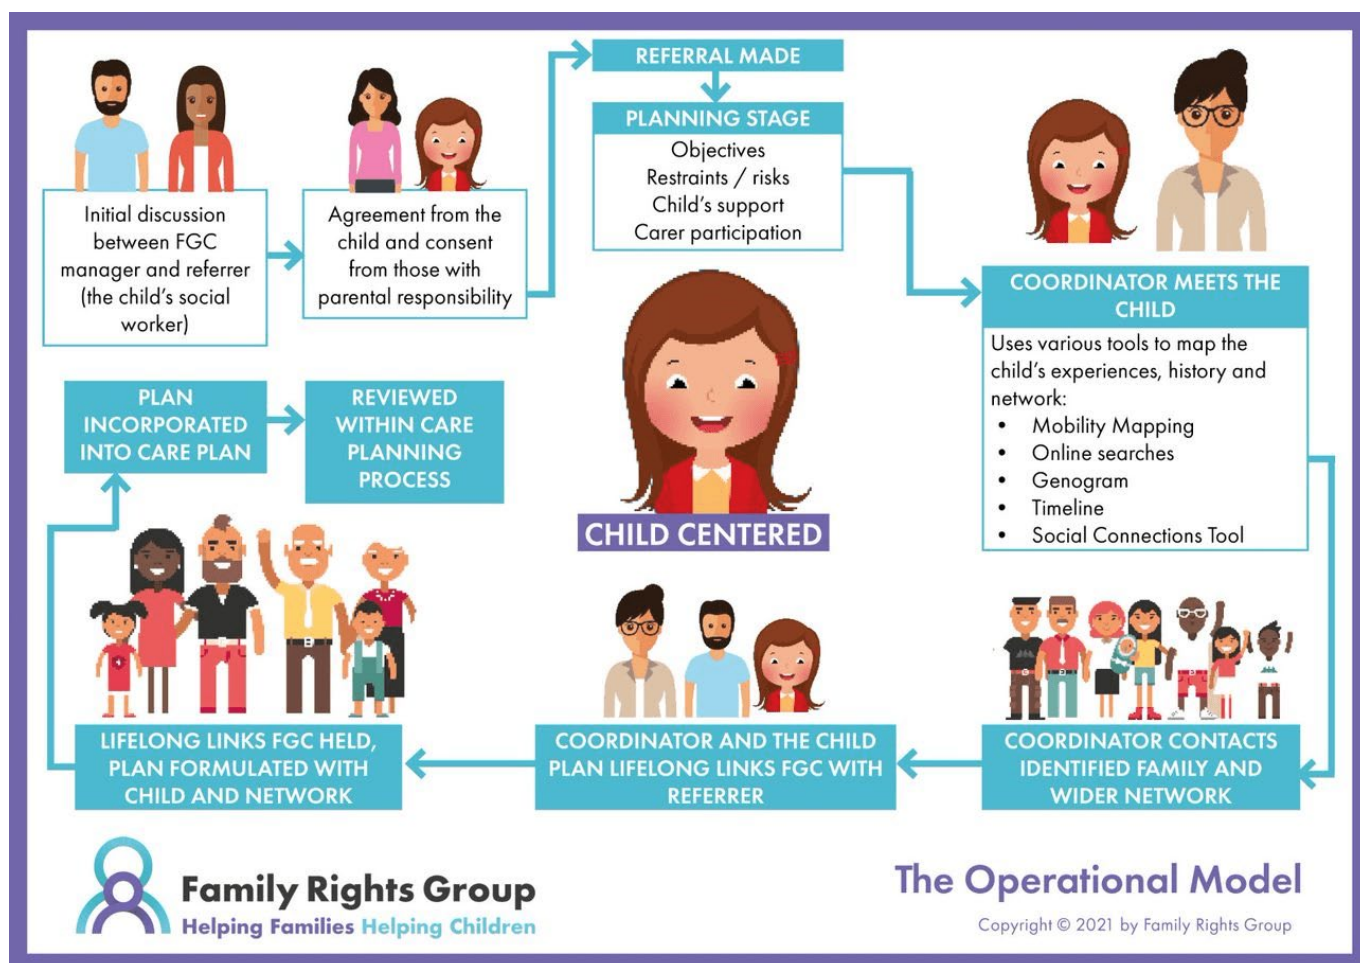 Initial discussion
between FGC
manager and referrer
(the child's social
worker)
Agreement from the
child and consent
from those with
parental responsibility
REFERRAL MADE
PLANNING STAGE
Objectives
Restraints / risks
Child's support
Carer participation
COORDINATOR MEETS THE
CHILD
Uses various tools to map the
child's experiences, history and
network:
• Mobility Mapping
• Online searches
• Genogram
• Timeline
• Social Connections Tool
CHILD CENTERED
COORDINATOR CONTACTS
IDENTIFIED FAMILY AND
WIDER NETWORK
COORDINATOR AND THE CHILD
PLAN LIFELONG LINKS FGC WITH
REFERRER
LIFELONG LINKS FGC HELD,
PLAN FORMULATED WITH
CHILD AND NETWORK
PLAN
INCORPORATED
INTO CARE PLAN
REVIEWED
WITHIN CARE
PLANNING
PROCESS
Family Rights Group
Helping Families Helping Children
The Operational Model
Copyright © 2021 by Family Rights Group